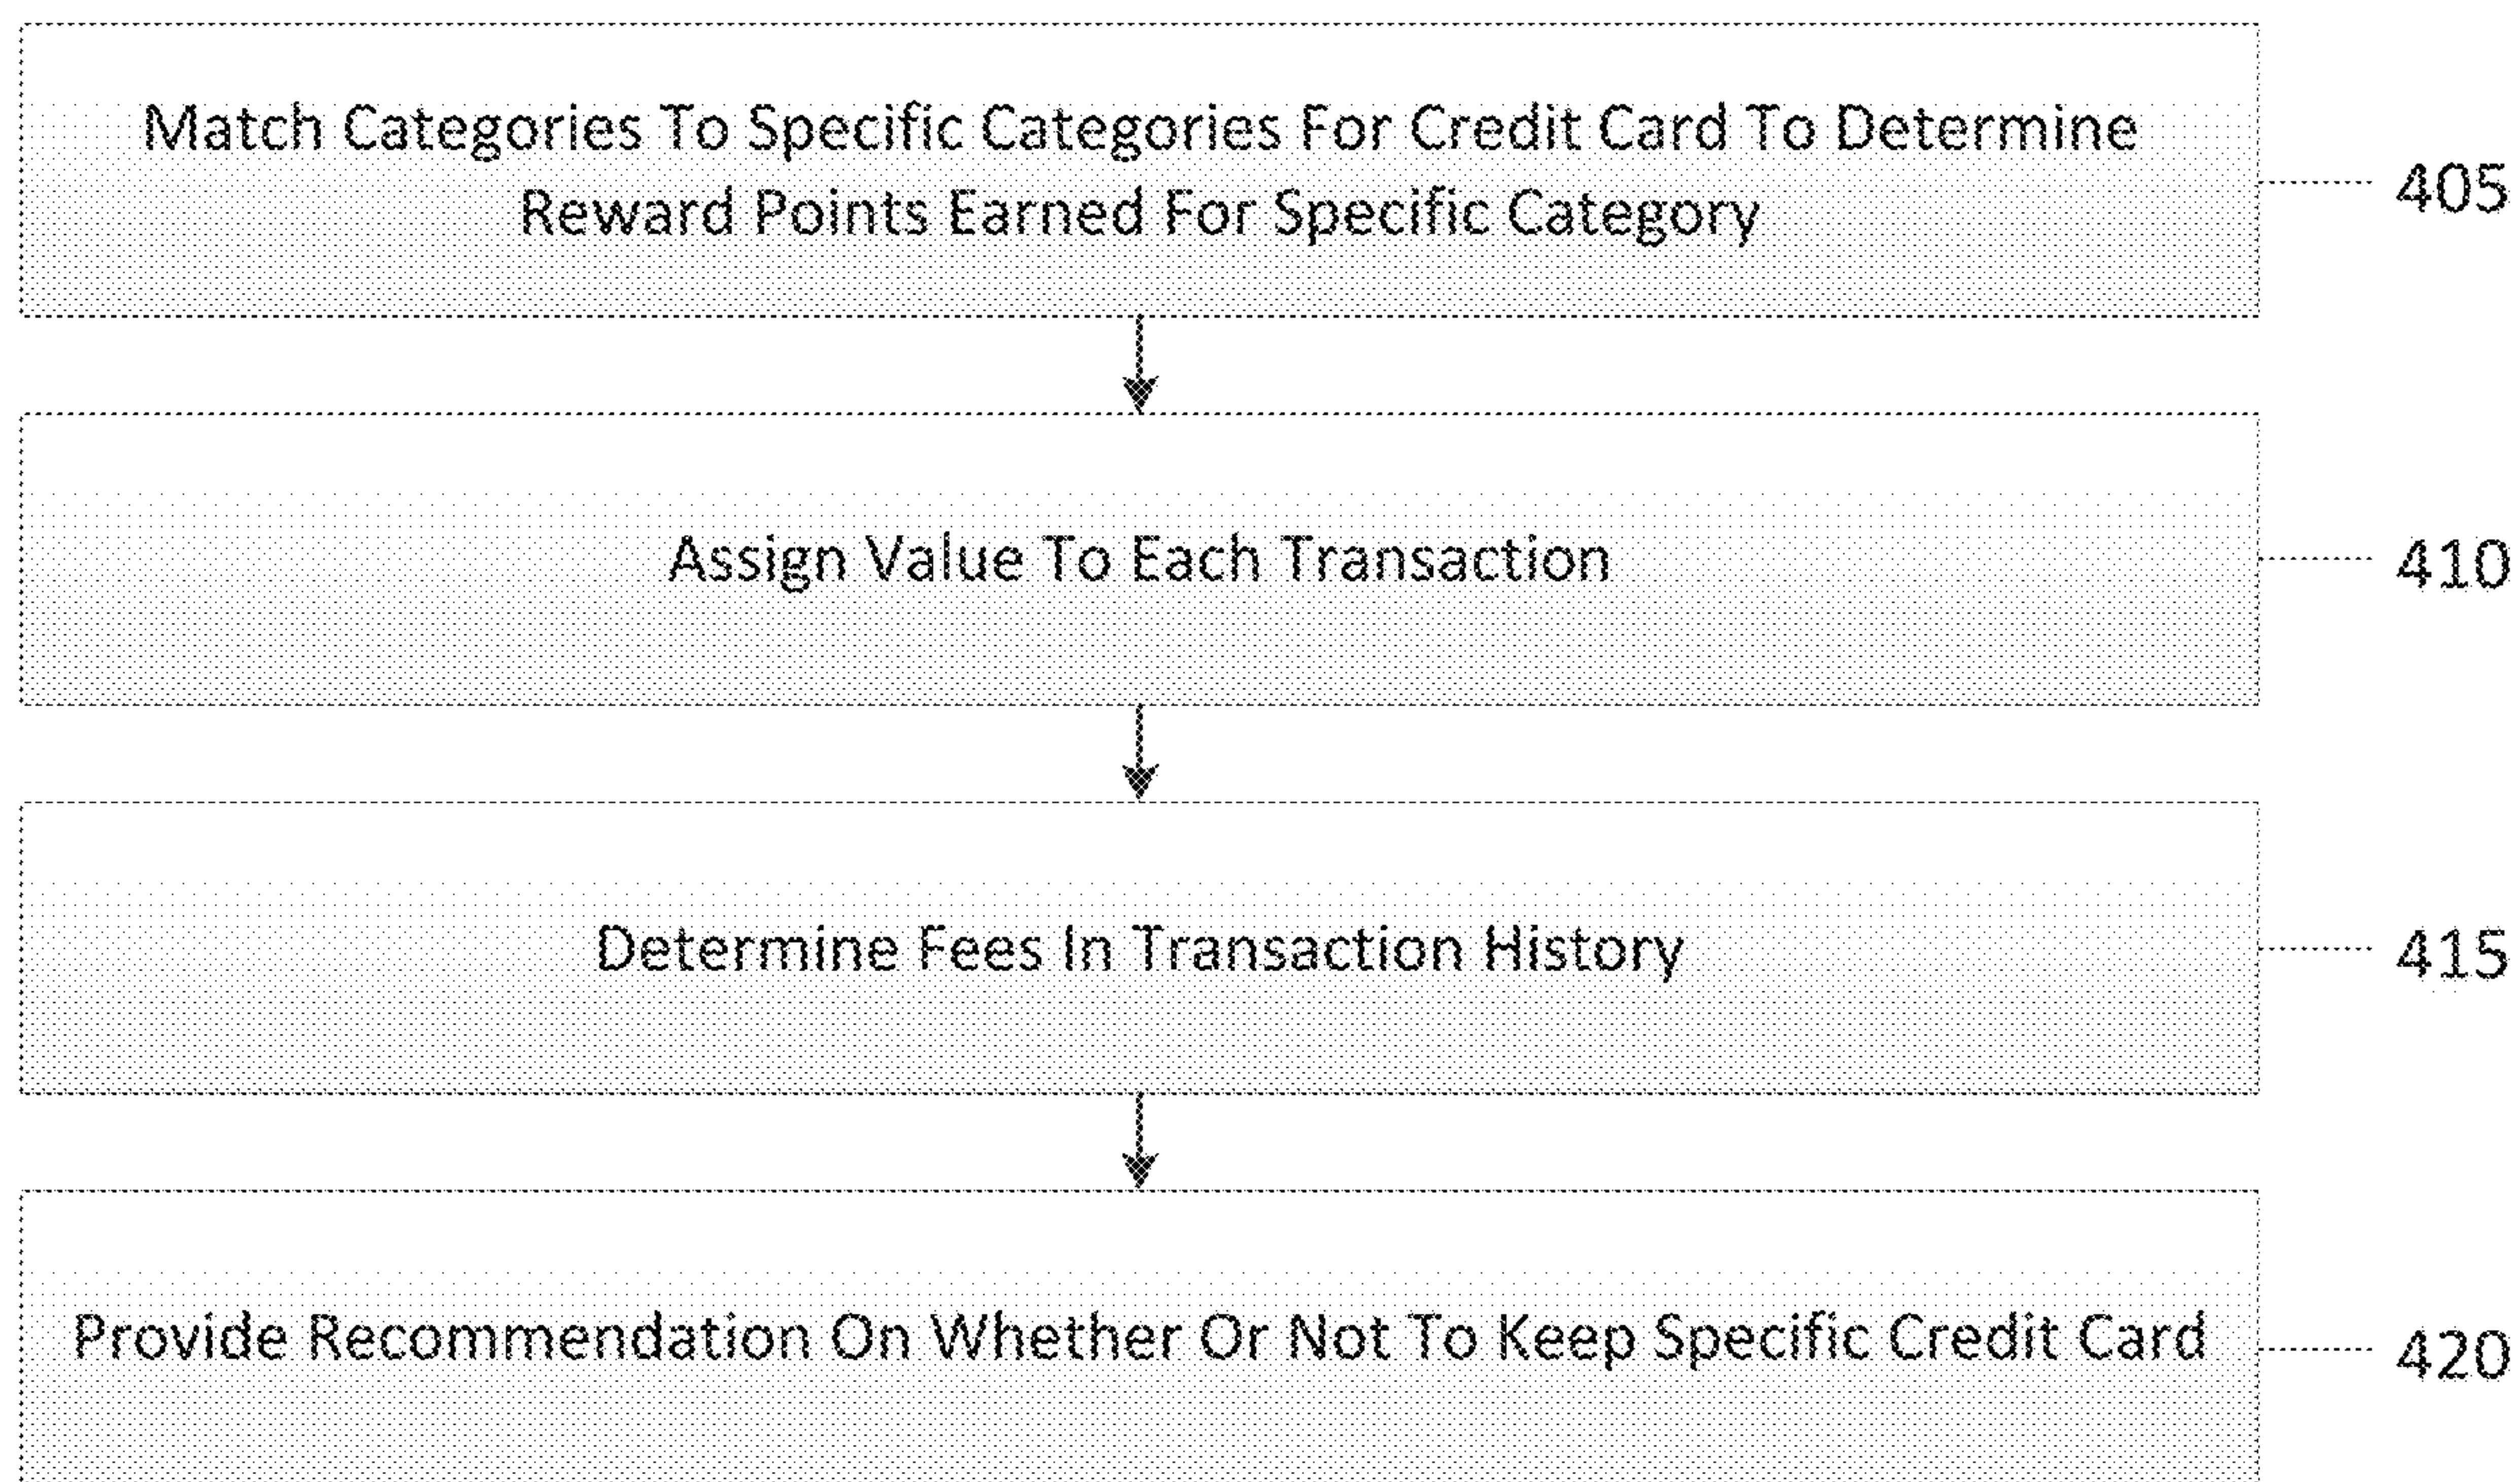 Match Categories To Specific Categories For Credit Card To Determine
Reward Points Earned For Specific Category
405
Assign Value To Each Transaction
410
Determine Fees In Transaction History
415
Provide Recommendation On Whether Or Not To Keep Specific Credit Card
420